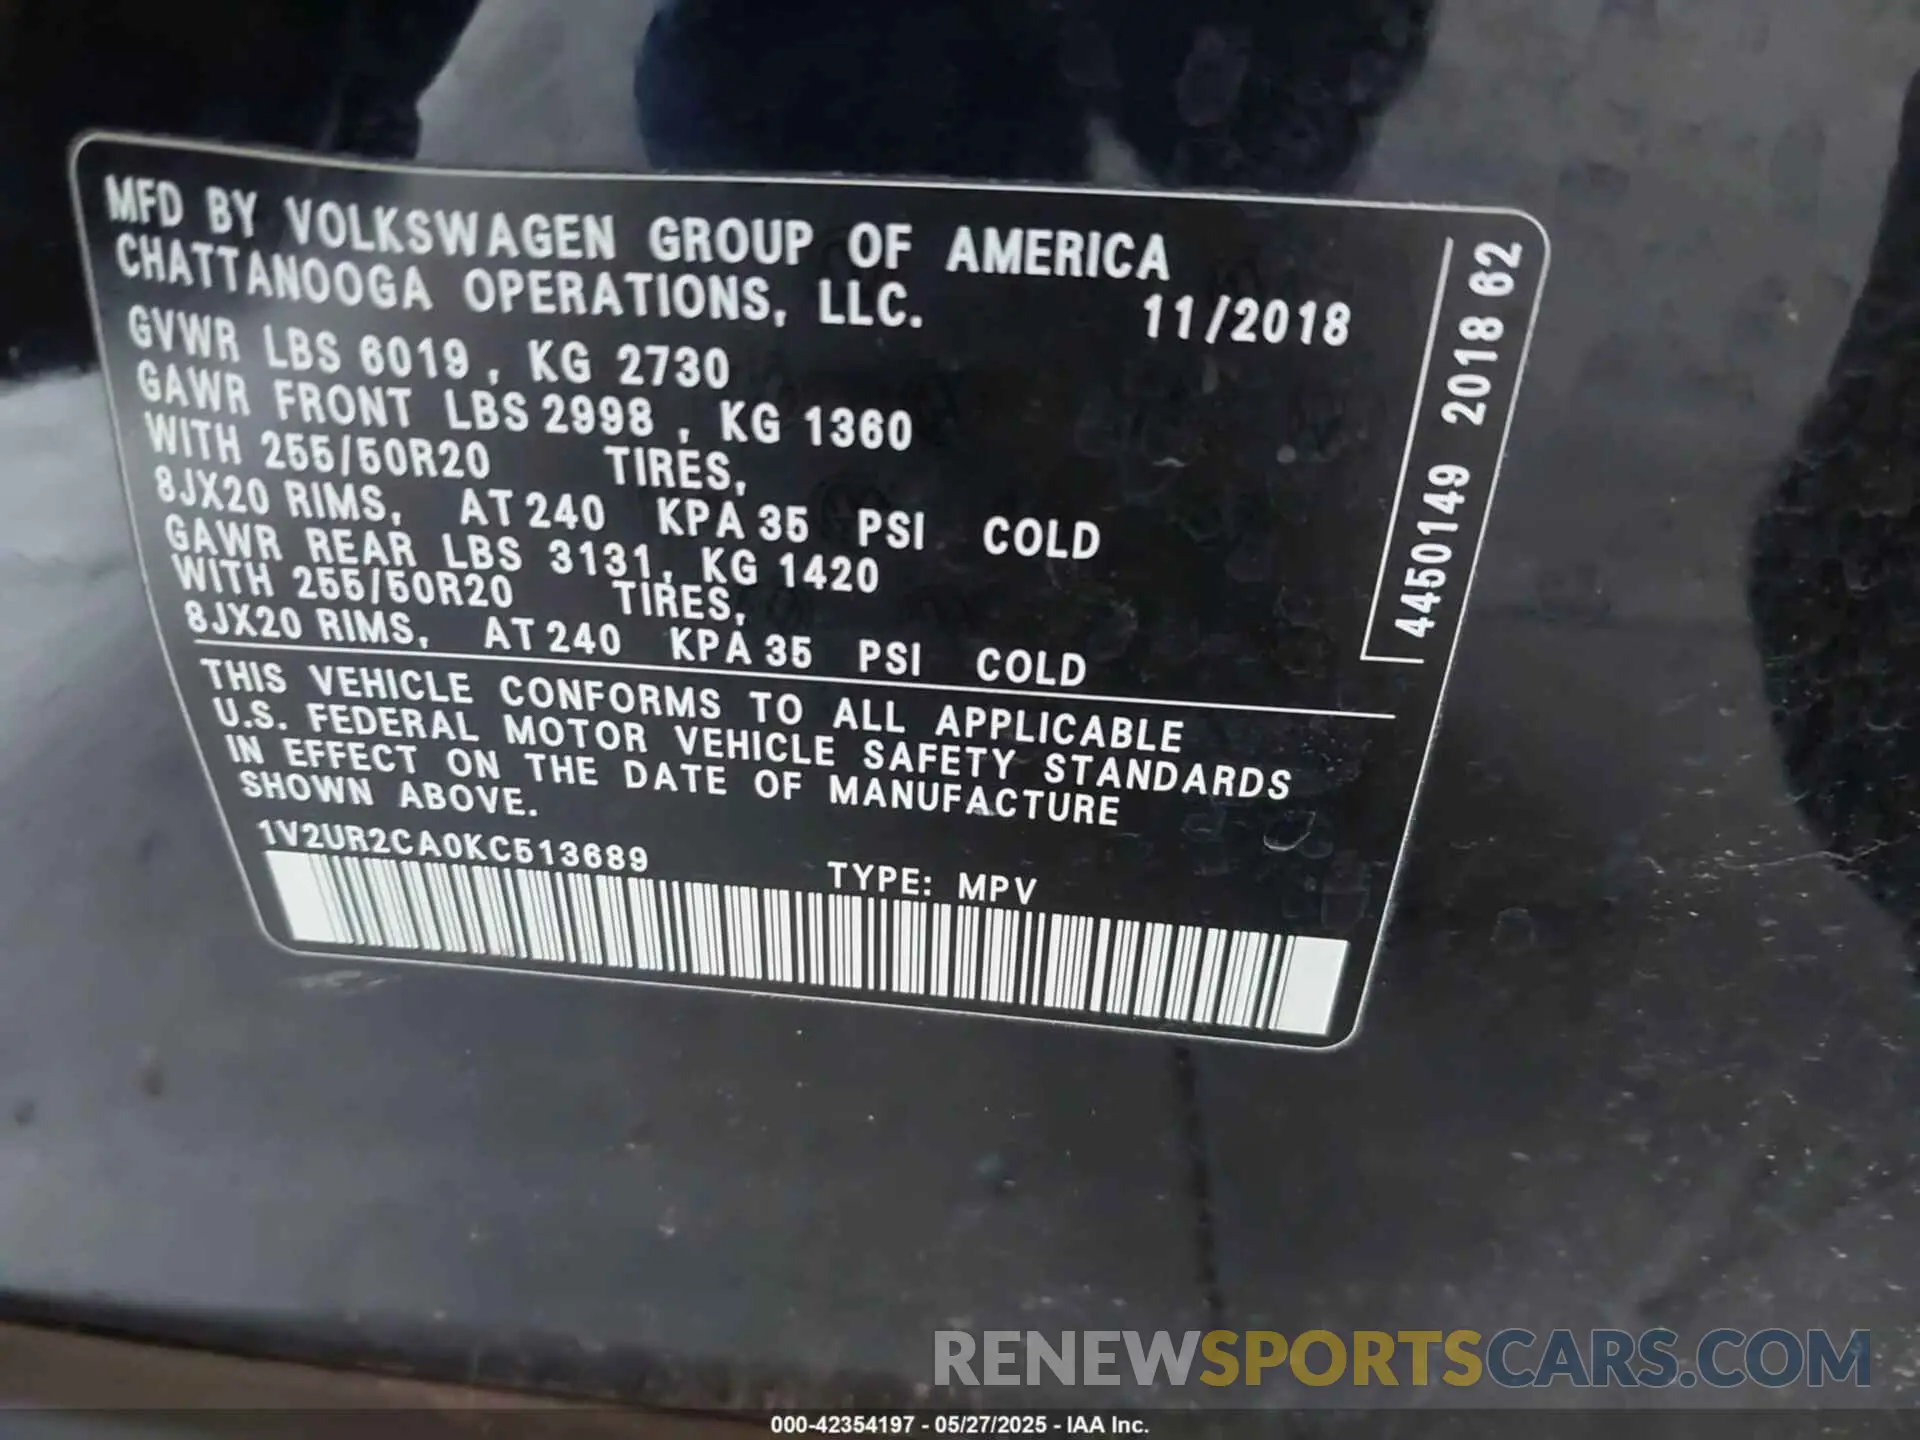 MFD BY VOLKSWAGEN GROUP OF AMERICA
CHATTANOOGA OPERATIONS, LLC.
11/2018
GVWR LBS 6019 , KG 2730
GAWR FRONT LBS 2998 , KG 1360
WITH 255/50R20 TIRES,
8JX20 RIMS, AT 240 KPA 35 PSI COLD
GAWR REAR LBS 3131, KG 1420
WITH 255/50R20 TIRES,
8JX20 RIMS, AT 240 KPA 35 PSI COLD
4450149 2018 62
THIS VEHICLE CONFORMS TO ALL APPLICABLE
U.S. FEDERAL MOTOR VEHICLE SAFETY STANDARDS
IN EFFECT ON THE DATE OF MANUFACTURE
SHOWN ABOVE.
1V2UR2CA0KC513689
TYPE: MPV
RENEWSPORTSCARS.COM
000-42354197 - 05/27/2025 - IAA Inc.